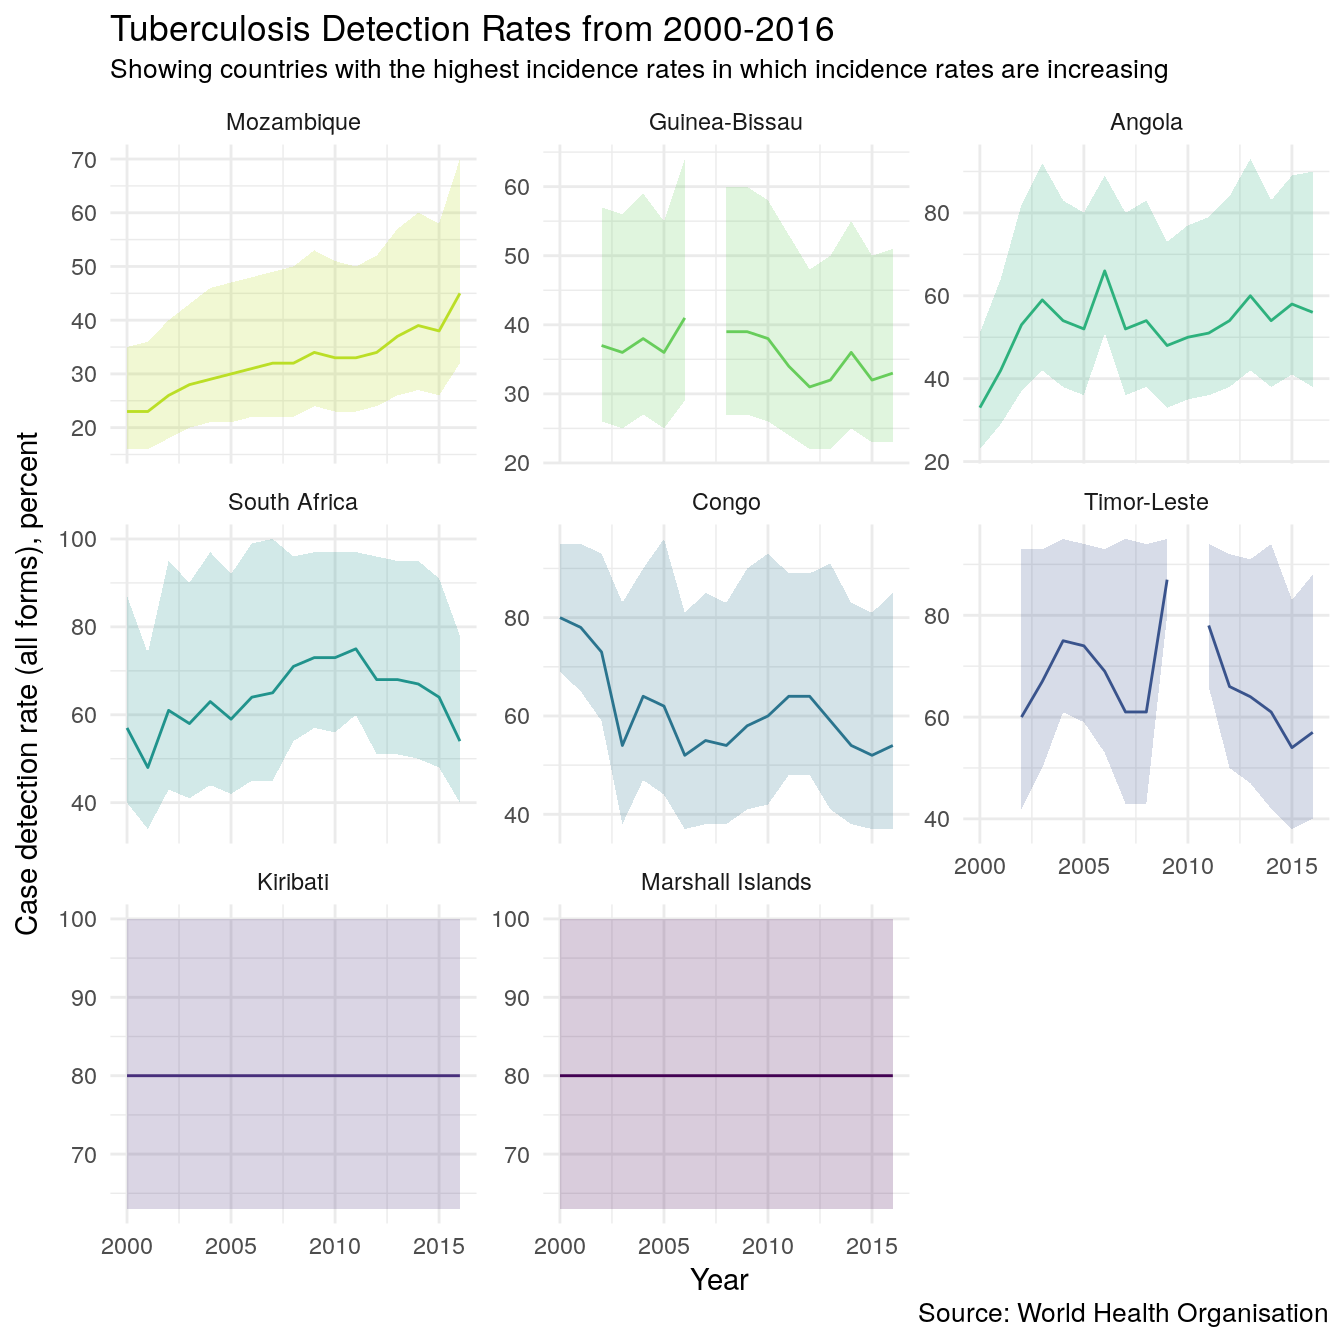 Tuberculosis Detection Rates from 2000-2016
Showing countries with the highest incidence rates in which incidence rates are increasing
Case detection rate (all forms), percent
Mozambique
70
60
50
40
30
20
Guinea-Bissau
60
50
40
30
20
Angola
80
60
40
20
South Africa
100
80
60
40
Congo
80
60
40
Timor-Leste
80
60
40
2000 2005 2010 2015
Kiribati
100
90
80
70
2000 2005 2010 2015
Marshall Islands
100
90
80
70
2000 2005 2010 2015
Year
Source: World Health Organisation